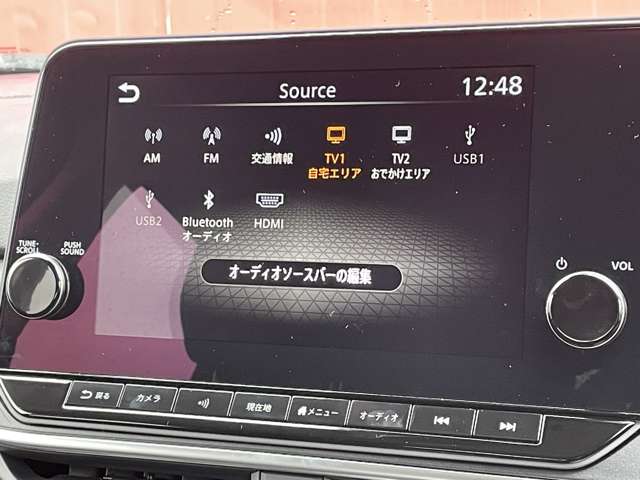 Source
12:48
AM
FM
交通情報
TV1
自宅エリア
TV2
おでかけエリア
USB1
USB2
Bluetooth
オーディオ
HDMI
TUNE・
SCROLL
PUSH
SOUND
オーディオソースバーの編集
VOL
戻る
カメラ
現在地
メニュー
オーディオ